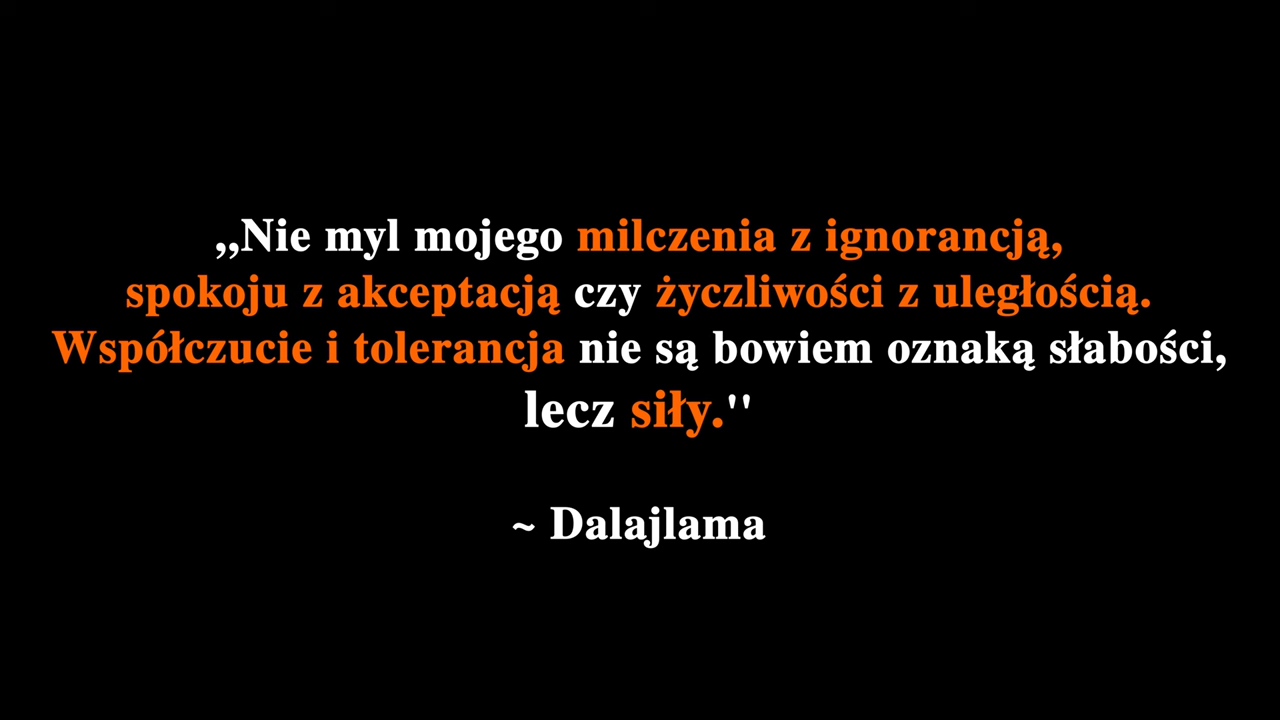 ,,Nie myl mojego milczenia z ignorancją,
spokoju z akceptacją czy życzliwości z uległością.
Współczucie i tolerancja nie są bowiem oznaką słabości,
lecz siły."
~ Dalajlama